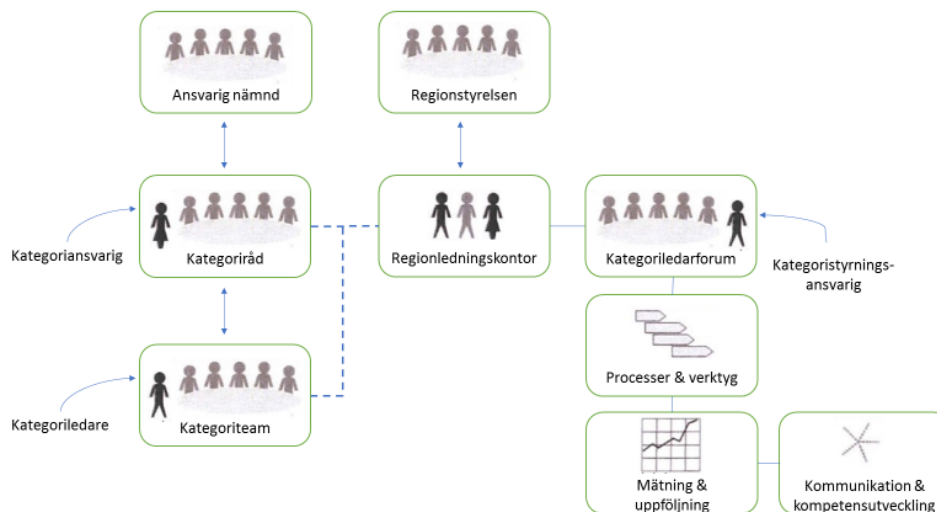 Ansvarig nämnd
Regionstyrelsen
Kategoriansvarig
Kategoriråd
Regionledningskontor
Kategoriledarforum
Kategoristyrnings-
ansvarig
Processer & verktyg
Kategoriledare
Kategoriteam
Mätning &
uppföljning
Kommunikation &
kompetensutveckling